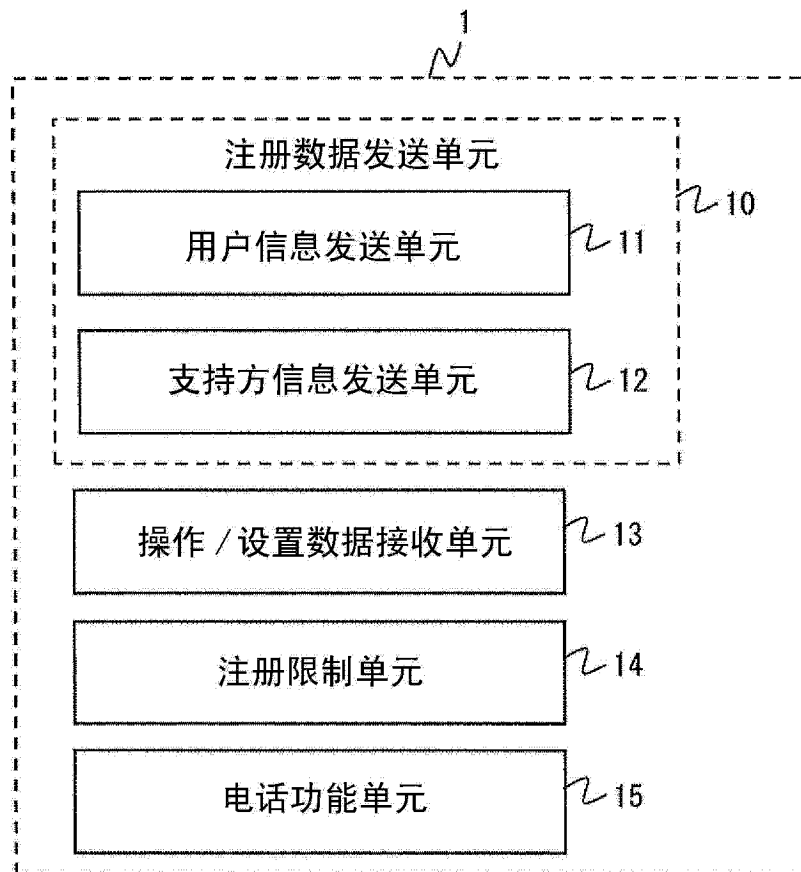 1
注册数据发送单元
10
用户信息发送单元
11
支持方信息发送单元
12
操作/设置数据接收单元
13
注册限制单元
14
电话功能单元
15